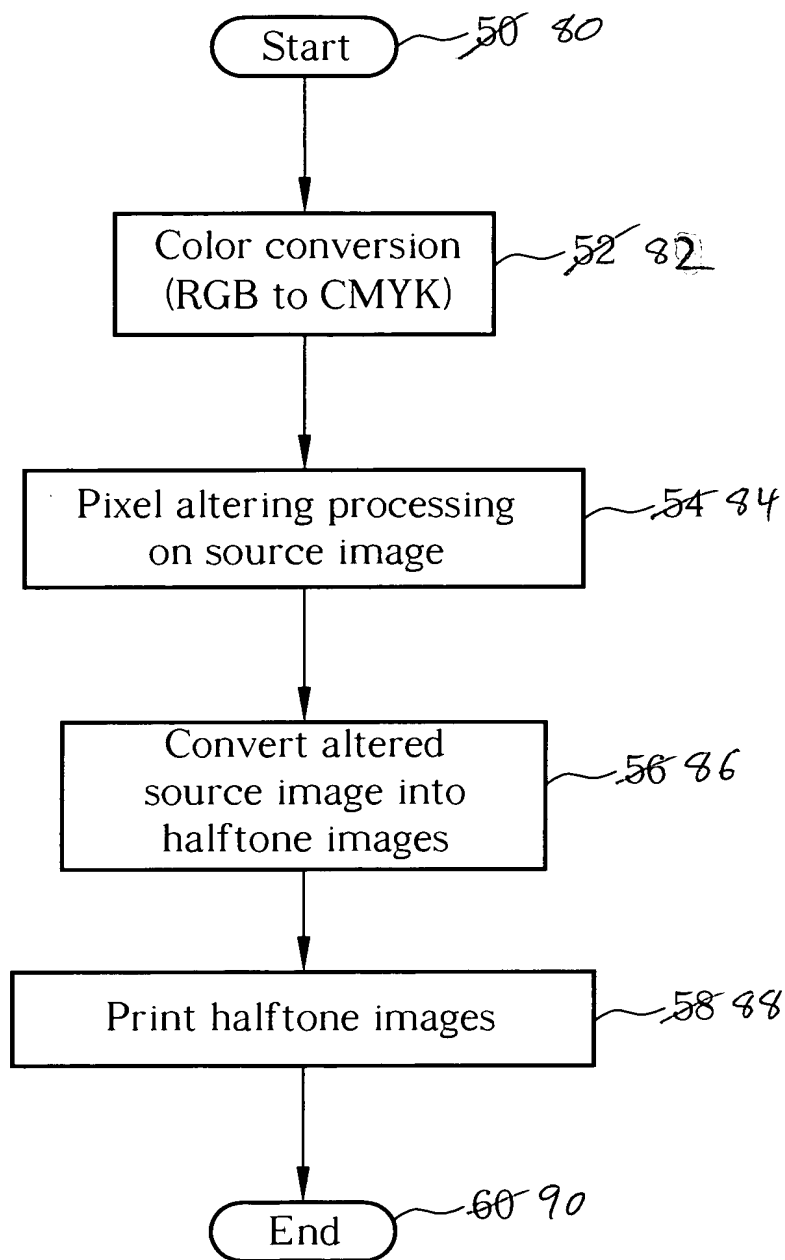 Start 50 80
Color conversion
(RGB to CMYK) 52 82
Pixel altering processing
on source image 54 84
Convert altered
source image into
halftone images 56 86
Print halftone images 58 88
End 60 90